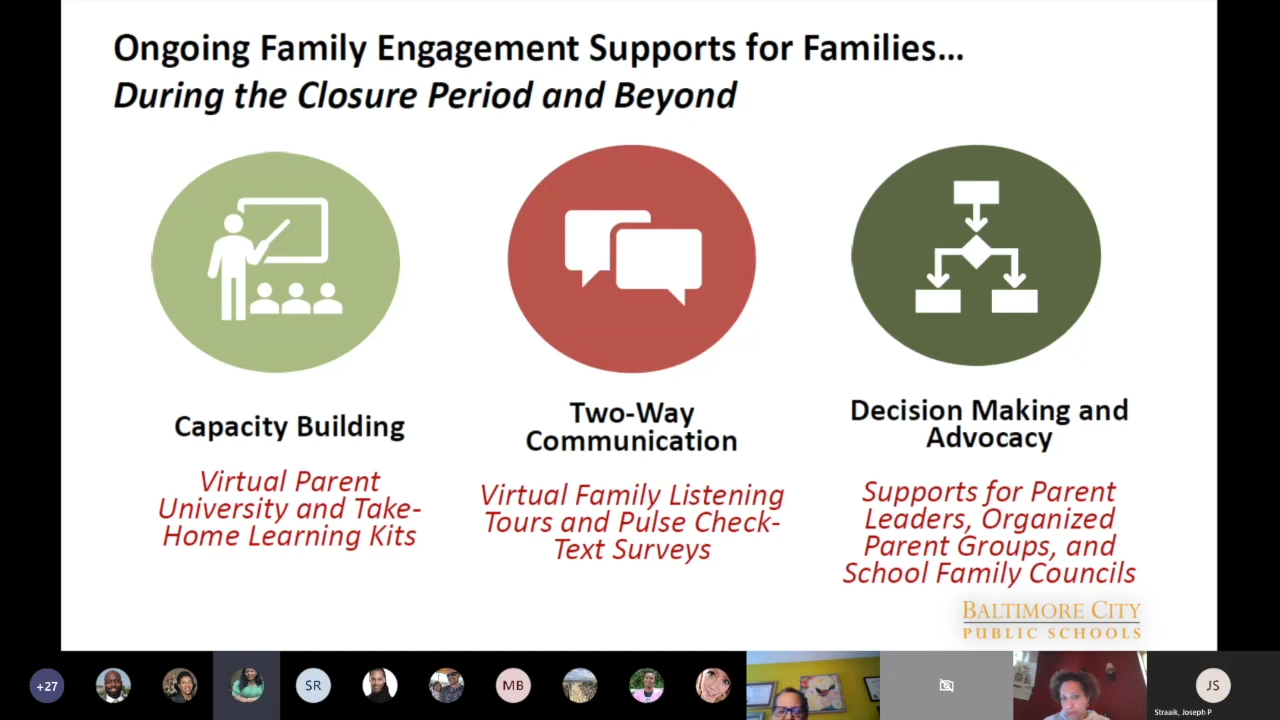 Ongoing Family Engagement Supports for Families...
During the Closure Period and Beyond
Capacity Building
Virtual Parent
University and Take-
Home Learning Kits
Two-Way
Communication
Virtual Family Listening
Tours and Pulse Check-
Text Surveys
Decision Making and
Advocacy
Supports for Parent
Leaders, Organized
Parent Groups, and
School Family Councils
BALTIMORE CITY
PUBLIC SCHOOLS
+27
SR
MB
JS
Straaik, Joseph P